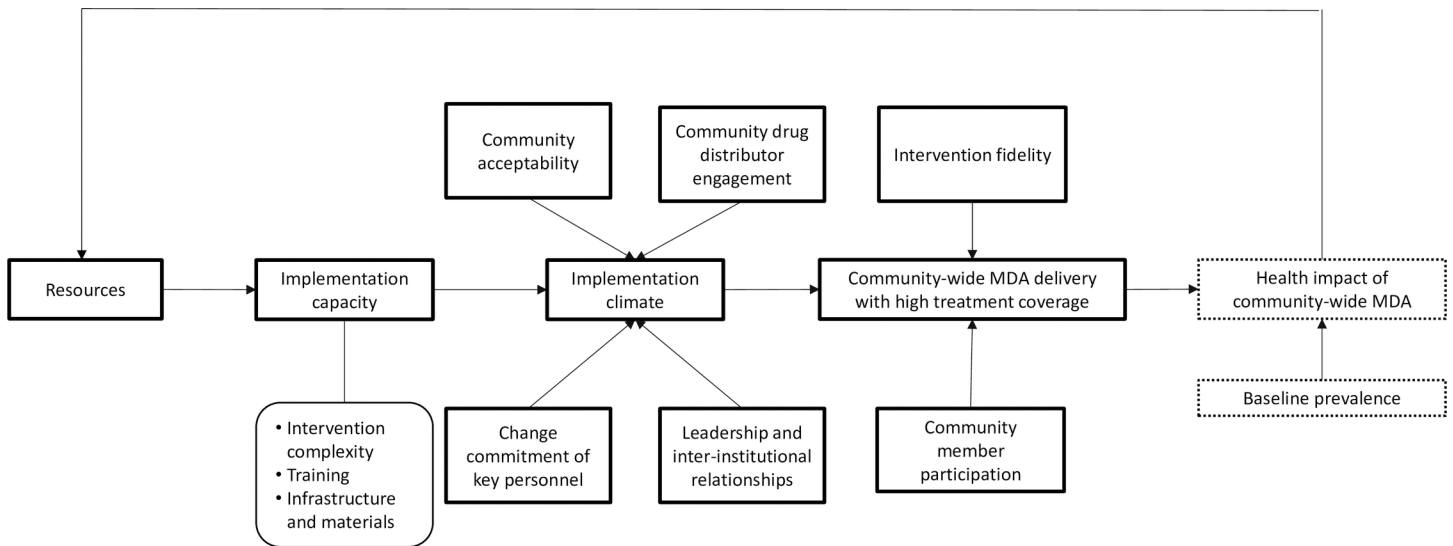 Community
acceptability
Community drug
distributor
engagement
Intervention fidelity
Resources
Implementation
capacity
Implementation
climate
Community-wide MDA delivery
with high treatment coverage
Health impact of
community-wide MDA
• Intervention
complexity
• Training
• Infrastructure
and materials
Change
commitment of
key personnel
Leadership and
inter-institutional
relationships
Community
member
participation
Baseline prevalence